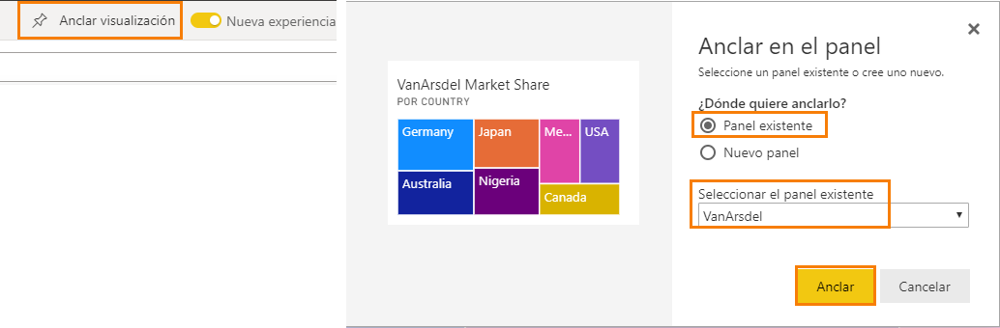 Anclar visualización
Nueva experiencia
VanArsdel Market Share
POR COUNTRY
Germany
Japan
Me...
USA
Australia
Nigeria
Canada
Anclar en el panel
Seleccione un panel existente o cree uno nuevo.
¿Dónde quiere anclarlo?
Panel existente
Nuevo panel
Seleccionar el panel existente
VanArsdel
Anclar
Cancelar